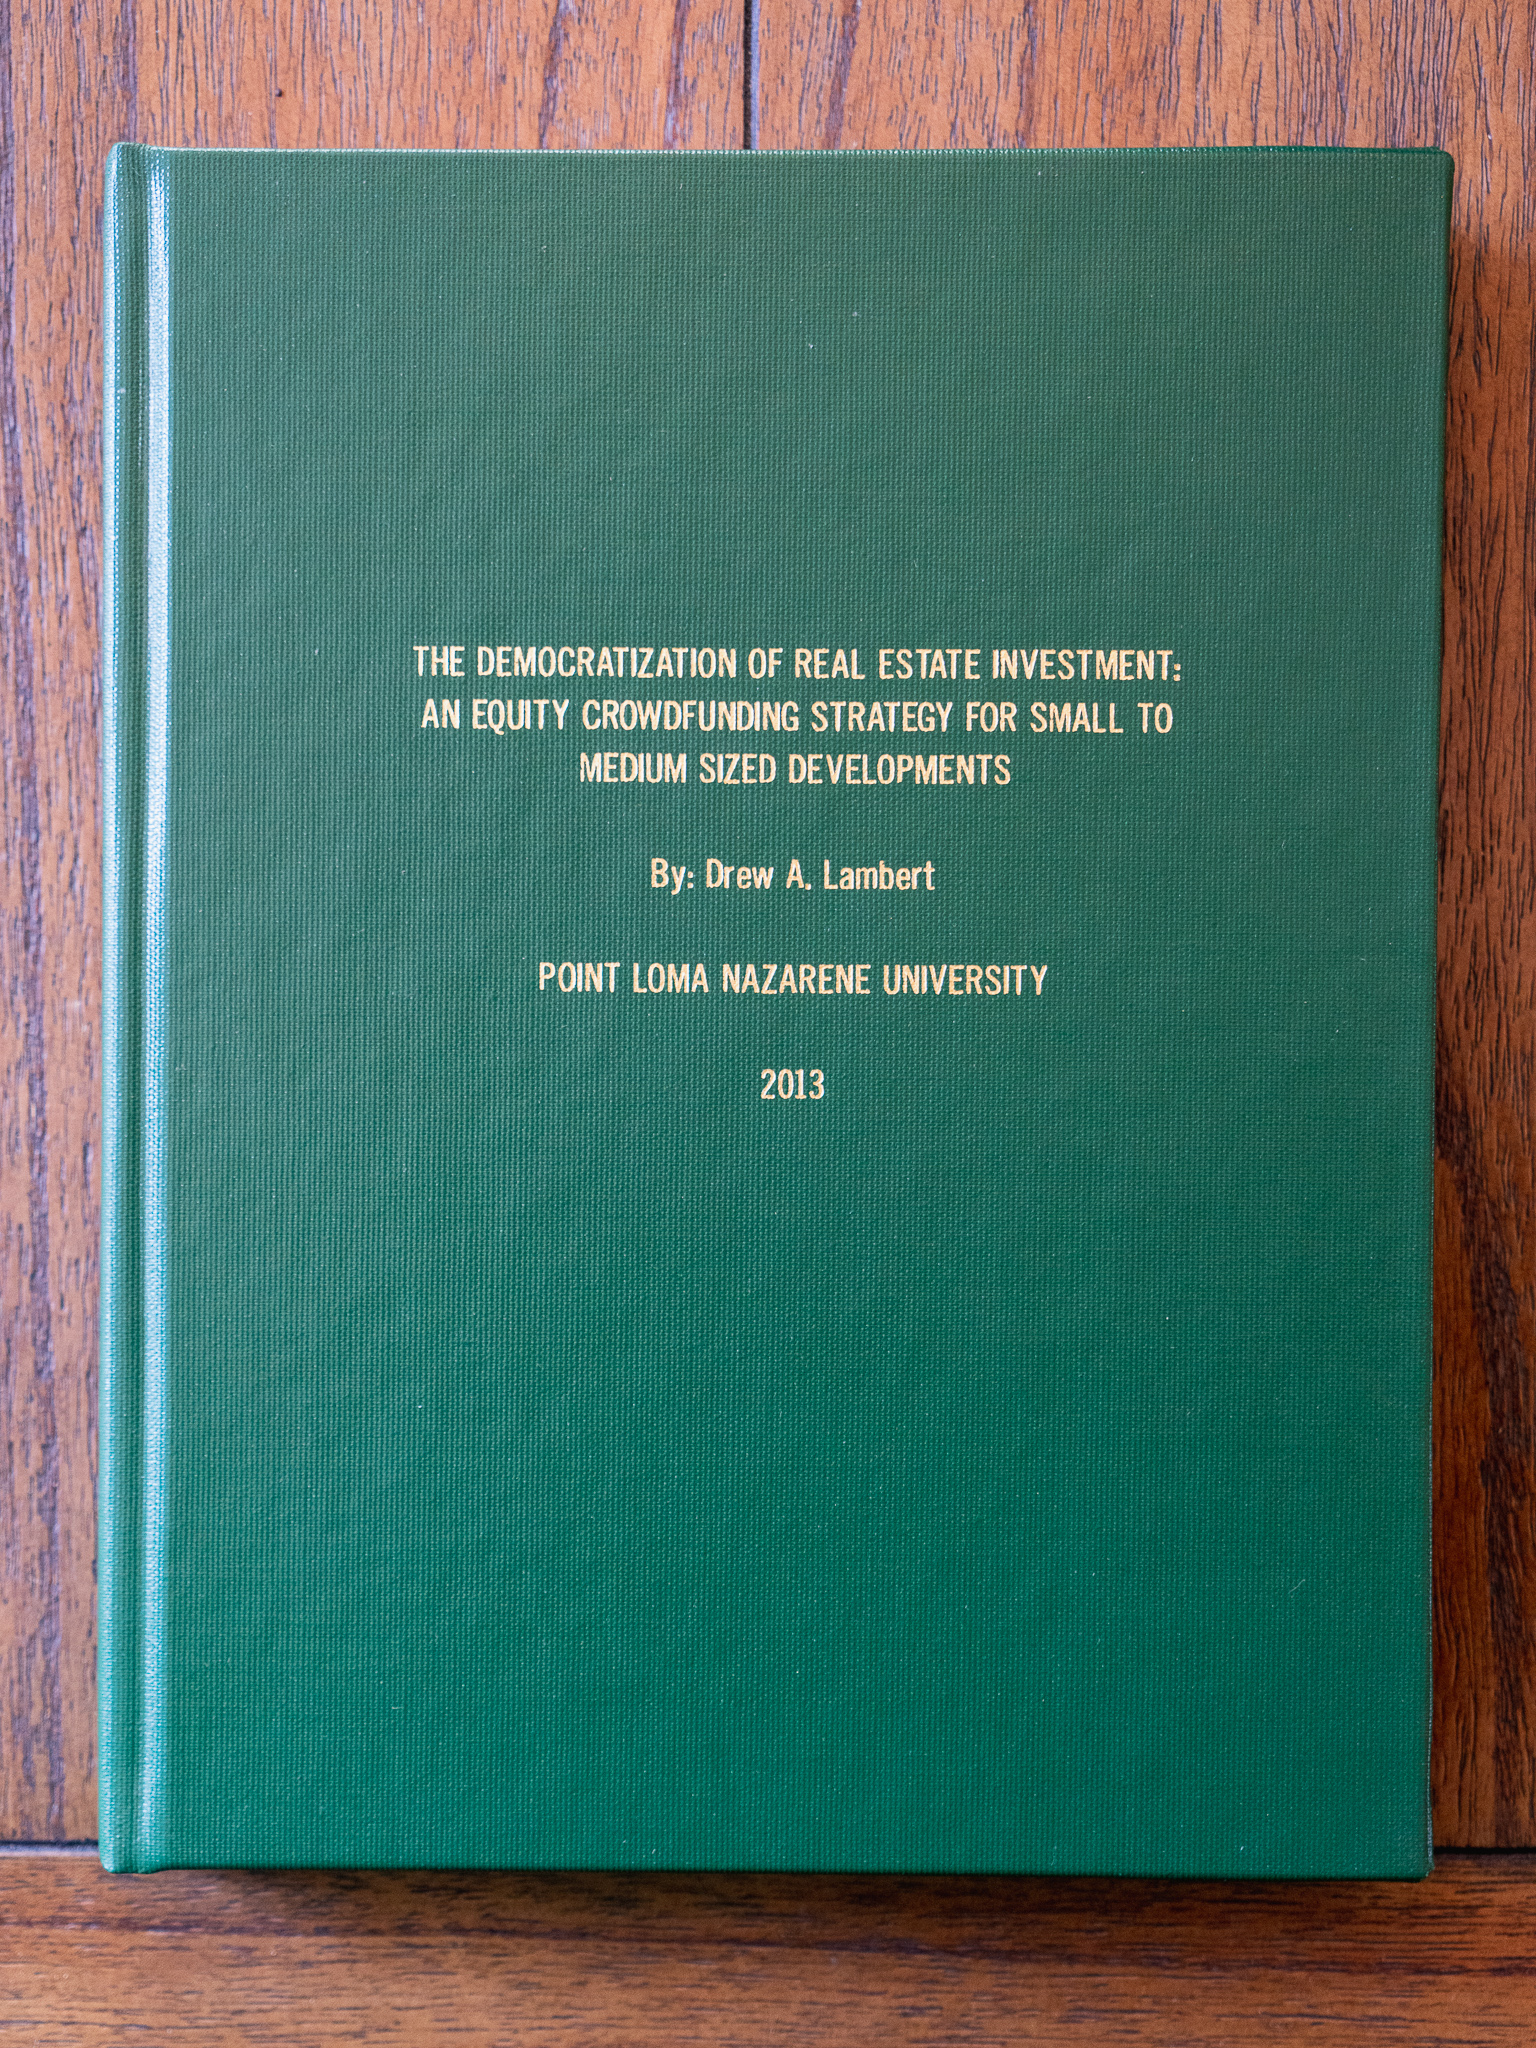 THE DEMOCRATIZATION OF REAL ESTATE INVESTMENT:
AN EQUITY CROWDFUNDING STRATEGY FOR SMALL TO
MEDIUM SIZED DEVELOPMENTS
By: Drew A. Lambert
POINT LOMA NAZARENE UNIVERSITY
2013